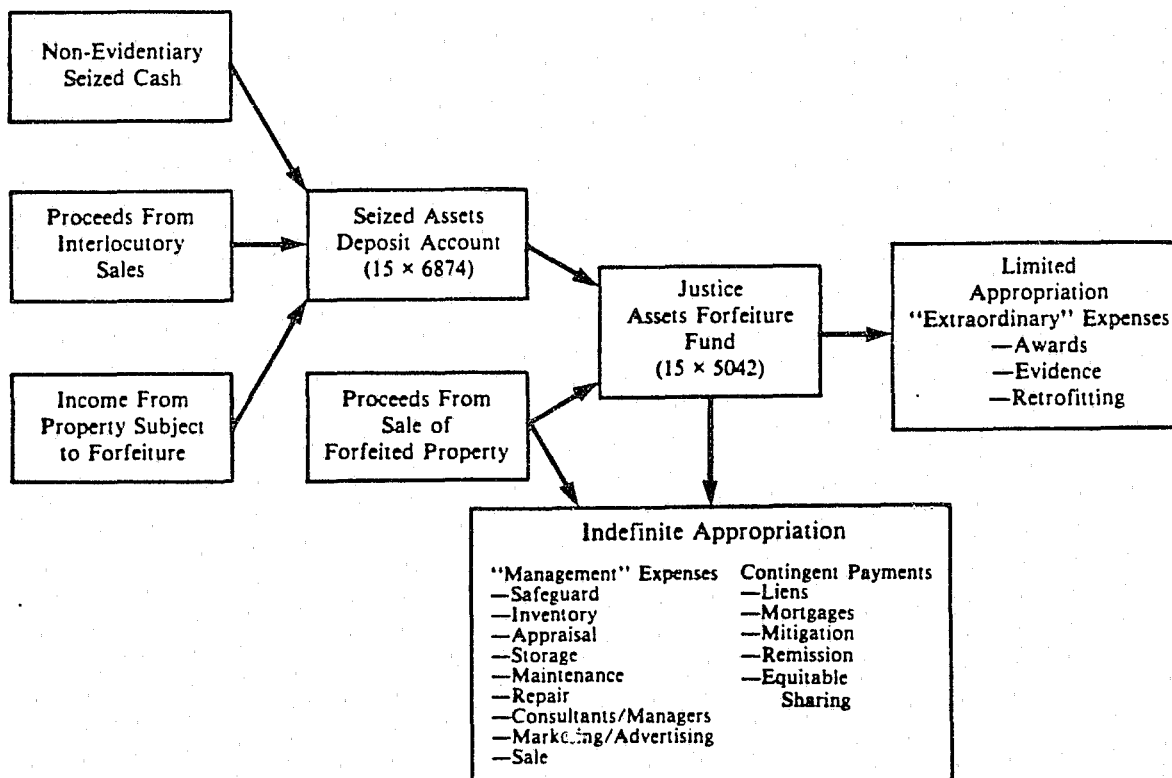 Non-Evidentiary
Seized Cash
Proceeds From
Interlocutory
Sales
Income From
Property Subject
to Forfeiture
Seized Assets
Deposit Account
(15 × 6874)
Proceeds From
Sale of
Forfeited Property
Justice
Assets Forfeiture
Fund
(15 × 5042)
Limited
Appropriation
"Extraordinary" Expenses
—Awards
—Evidence
—Retrofitting
Indefinite Appropriation
"Management" Expenses
—Safeguard
—Inventory
—Appraisal
—Storage
—Maintenance
—Repair
—Consultants/Managers
—Marketing/Advertising
—Sale
Contingent Payments
—Liens
—Mortgages
—Mitigation
—Remission
—Equitable
Sharing